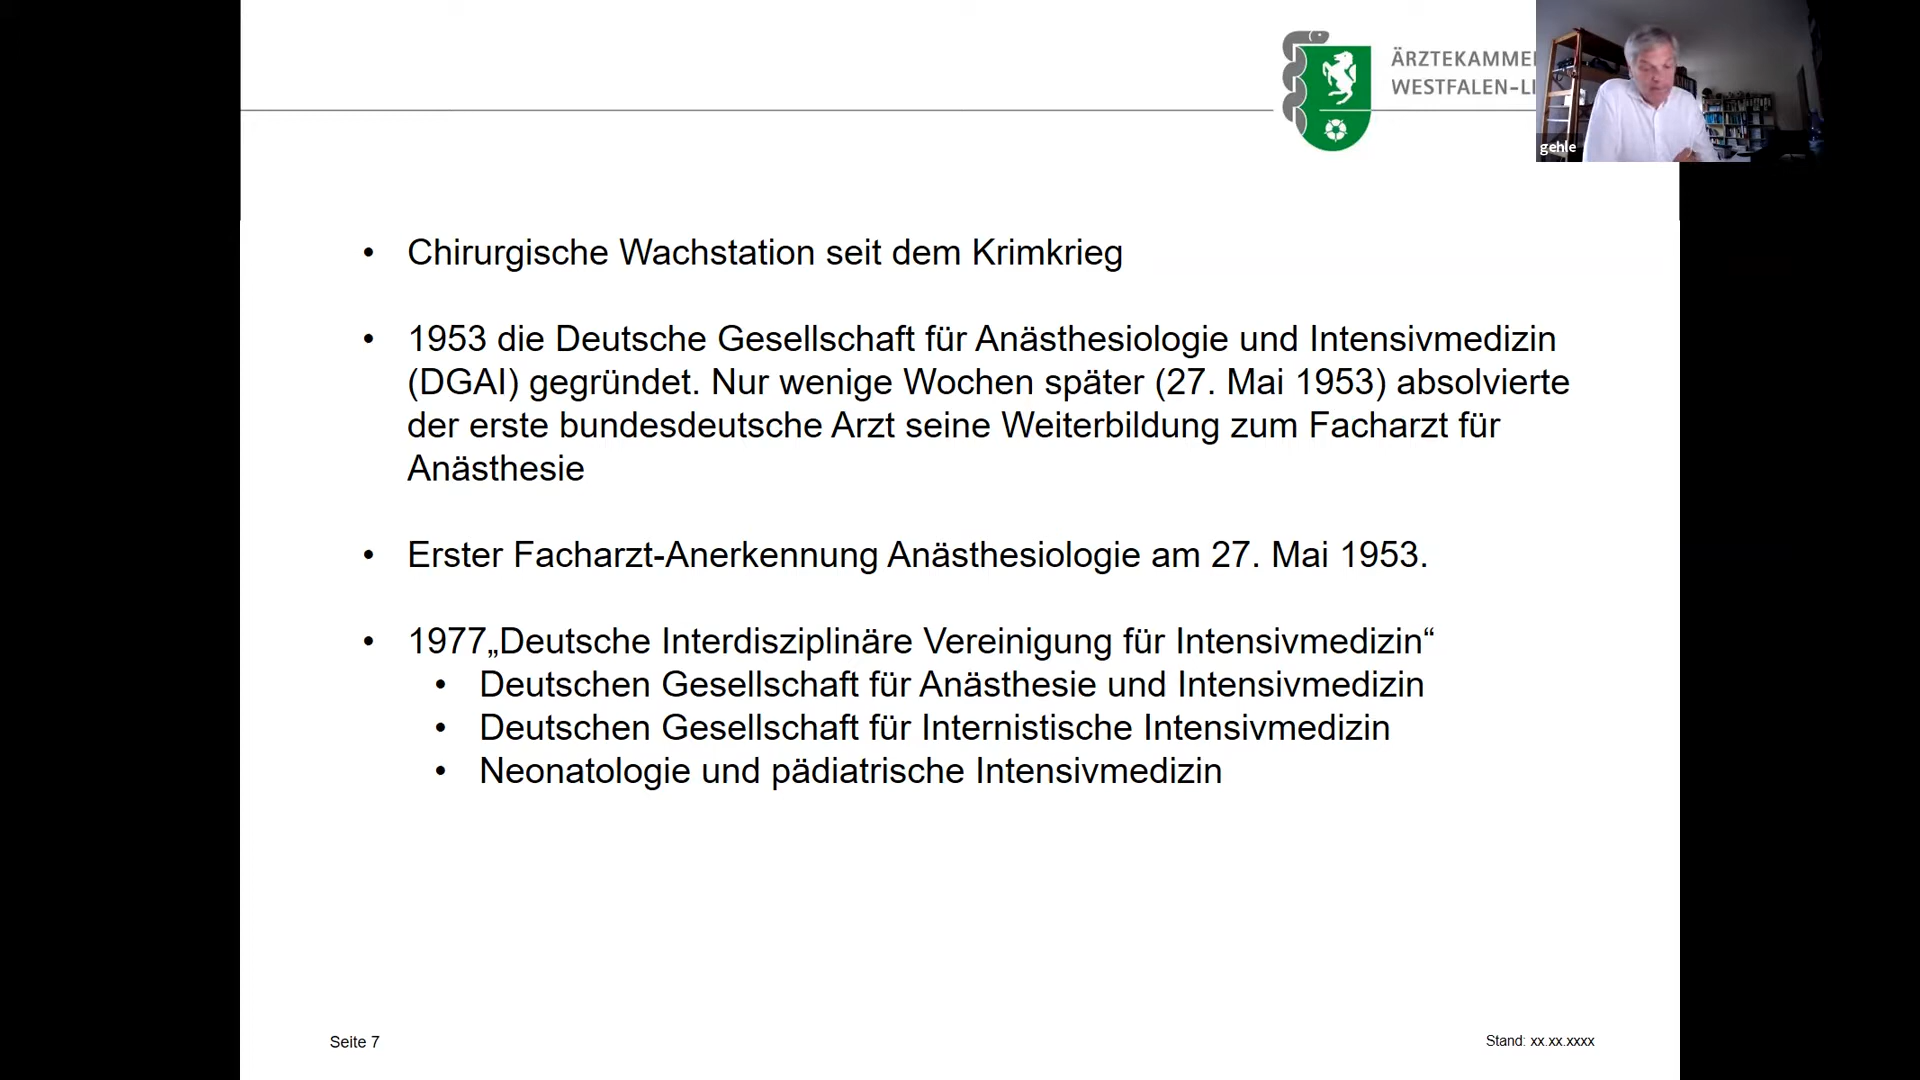 ÄRZTEKAMME
WESTFALEN-L
gehle
• Chirurgische Wachstation seit dem Krimkrieg
• 1953 die Deutsche Gesellschaft für Anästhesiologie und Intensivmedizin
(DGAI) gegründet. Nur wenige Wochen später (27. Mai 1953) absolvierte
der erste bundesdeutsche Arzt seine Weiterbildung zum Facharzt für
Anästhesie
• Erster Facharzt-Anerkennung Anästhesiologie am 27. Mai 1953.
• 1977„Deutsche Interdisziplinäre Vereinigung für Intensivmedizin“
• Deutschen Gesellschaft für Anästhesie und Intensivmedizin
• Deutschen Gesellschaft für Internistische Intensivmedizin
• Neonatologie und pädiatrische Intensivmedizin
Seite 7
Stand: xx.xx.xxxx